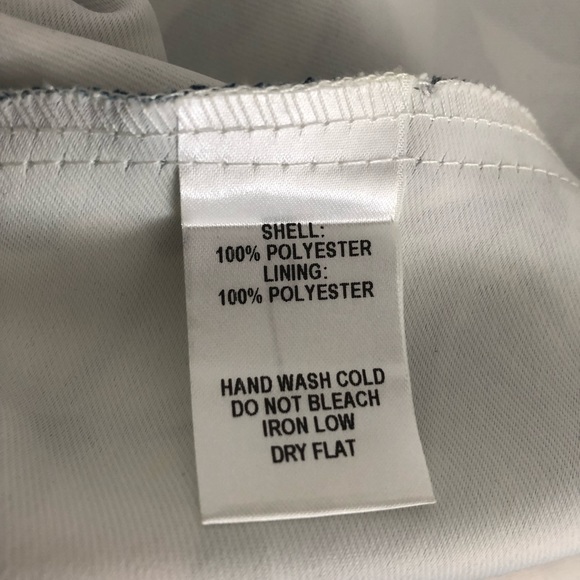 SHELL:
100% POLYESTER
LINING:
100% POLYESTER
HAND WASH COLD
DO NOT BLEACH
IRON LOW
DRY FLAT